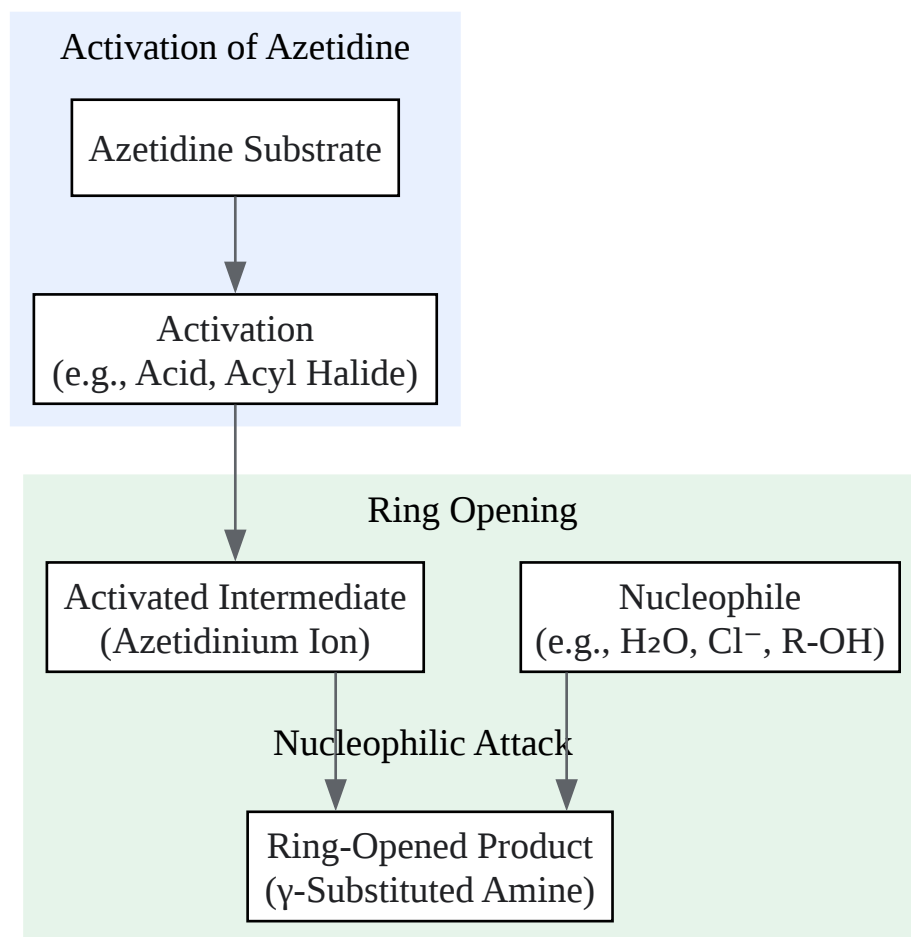 Activation of Azetidine
Azetidine Substrate
Activation
(e.g., Acid, Acyl Halide)
Ring Opening
Activated Intermediate
(Azetidinium Ion)
Nucleophile
(e.g., H₂O, Cl⁻, R-OH)
Nucleophilic Attack
Ring-Opened Product
(γ-Substituted Amine)